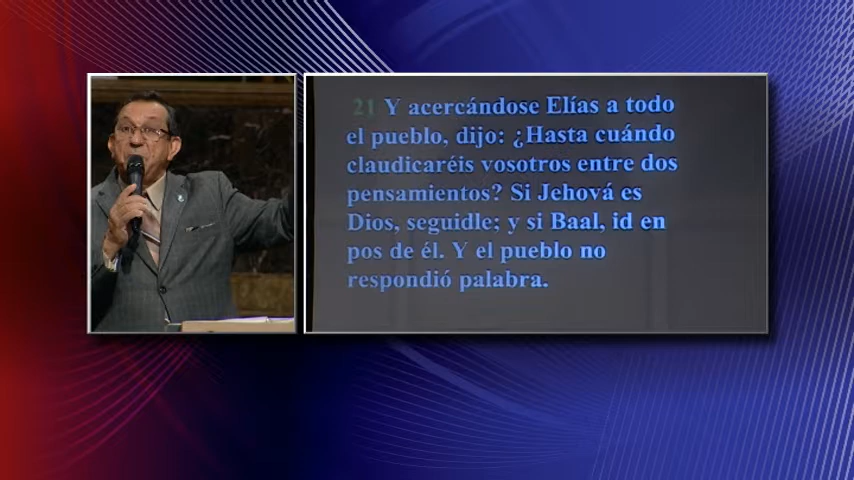 21 Y acercándose Elías a todo
el pueblo, dijo: ¿Hasta cuándo
claudicaréis vosotros entre dos
pensamientos? Si Jehová es
Dios, seguidle; y si Baal, id en
pos de él. Y el pueblo no
respondió palabra.